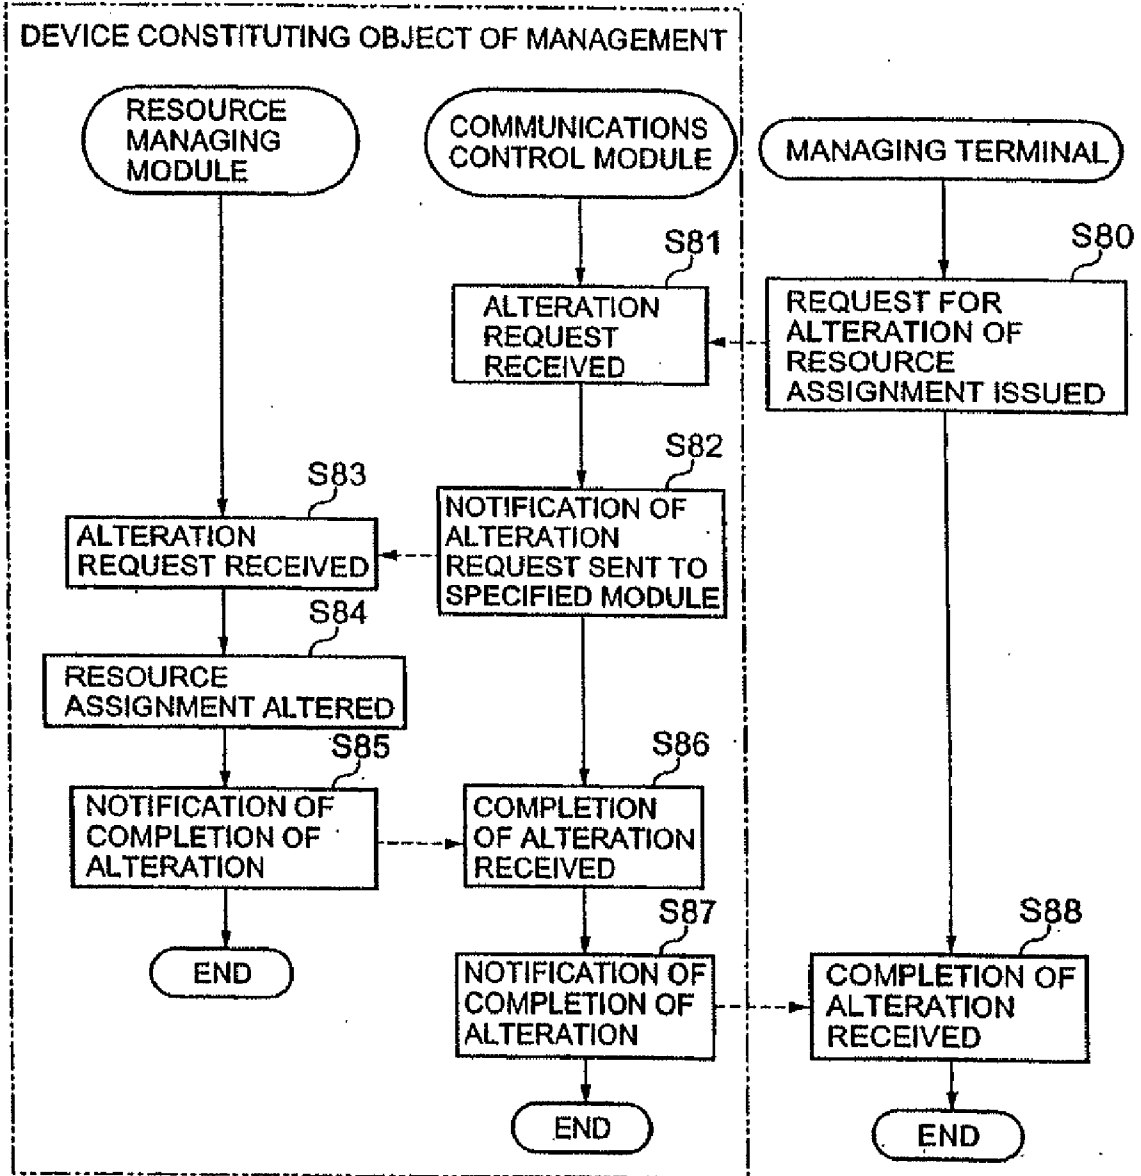 DEVICE CONSTITUTING OBJECT OF MANAGEMENT
RESOURCE
MANAGING
MODULE
COMMUNICATIONS
CONTROL MODULE
MANAGING TERMINAL
S80
REQUEST FOR
ALTERATION OF
RESOURCE
ASSIGNMENT ISSUED
S81
ALTERATION
REQUEST
RECEIVED
S82
NOTIFICATION OF
ALTERATION
REQUEST SENT TO
SPECIFIED MODULE
S83
ALTERATION
REQUEST RECEIVED
S84
RESOURCE
ASSIGNMENT ALTERED
S85
NOTIFICATION OF
COMPLETION OF
ALTERATION
S86
COMPLETION
OF ALTERATION
RECEIVED
END
S87
NOTIFICATION OF
COMPLETION OF
ALTERATION
S88
COMPLETION OF
ALTERATION
RECEIVED
END
END